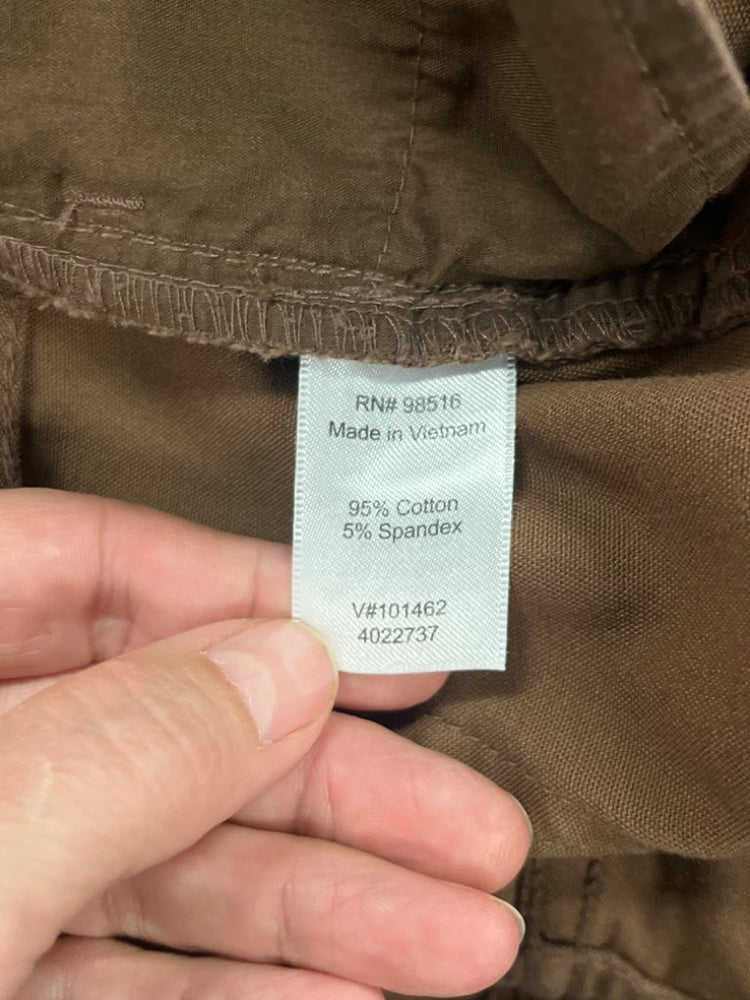 RN# 98516
Made in Vietnam
95% Cotton
5% Spandex
V#101462
4022737